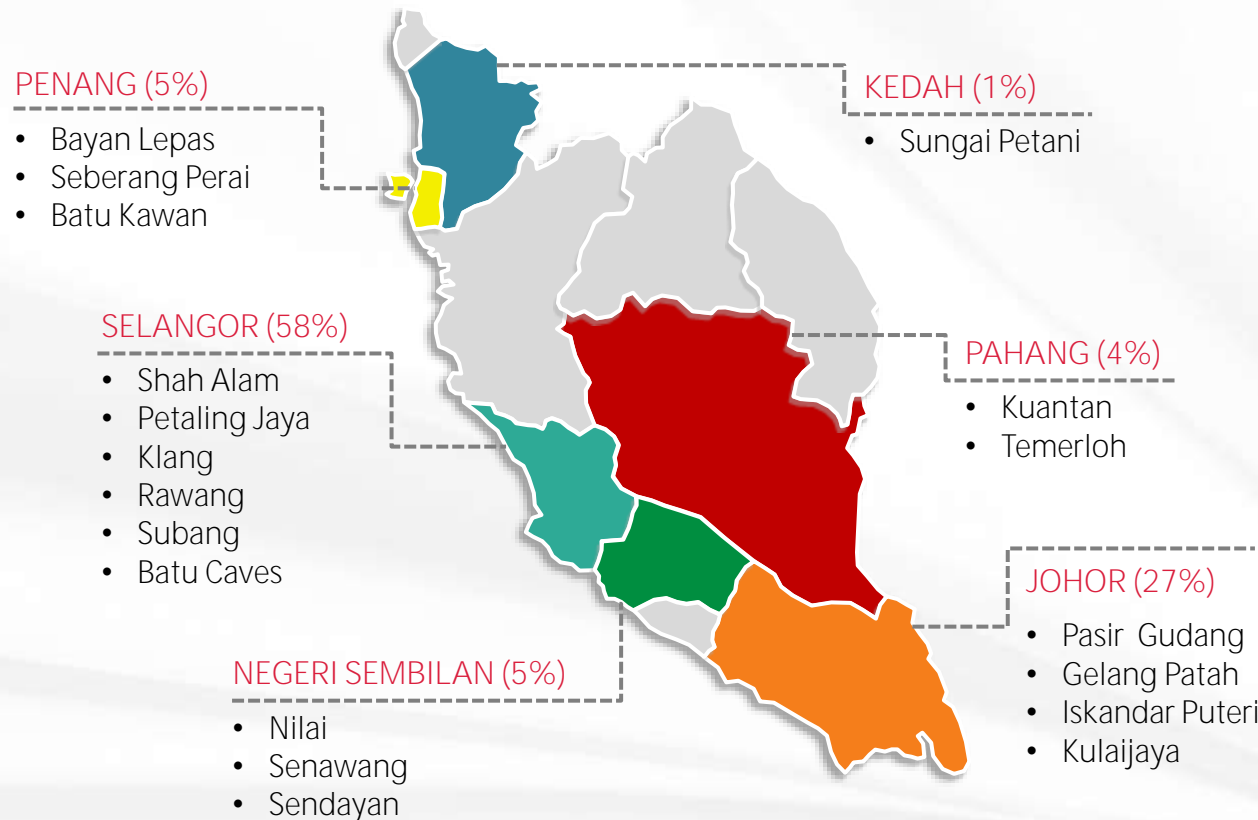 PENANG (5%)
• Bayan Lepas
• Seberang Perai
• Batu Kawan
KEDAH (1%)
• Sungai Petani
SELANGOR (58%)
• Shah Alam
• Petaling Jaya
• Klang
• Rawang
• Subang
• Batu Caves
PAHANG (4%)
• Kuantan
• Temerloh
NEGERI SEMBILAN (5%)
• Nilai
• Senawang
• Sendayan
JOHOR (27%)
• Pasir Gudang
• Gelang Patah
• Iskandar Puteri
• Kulaijaya